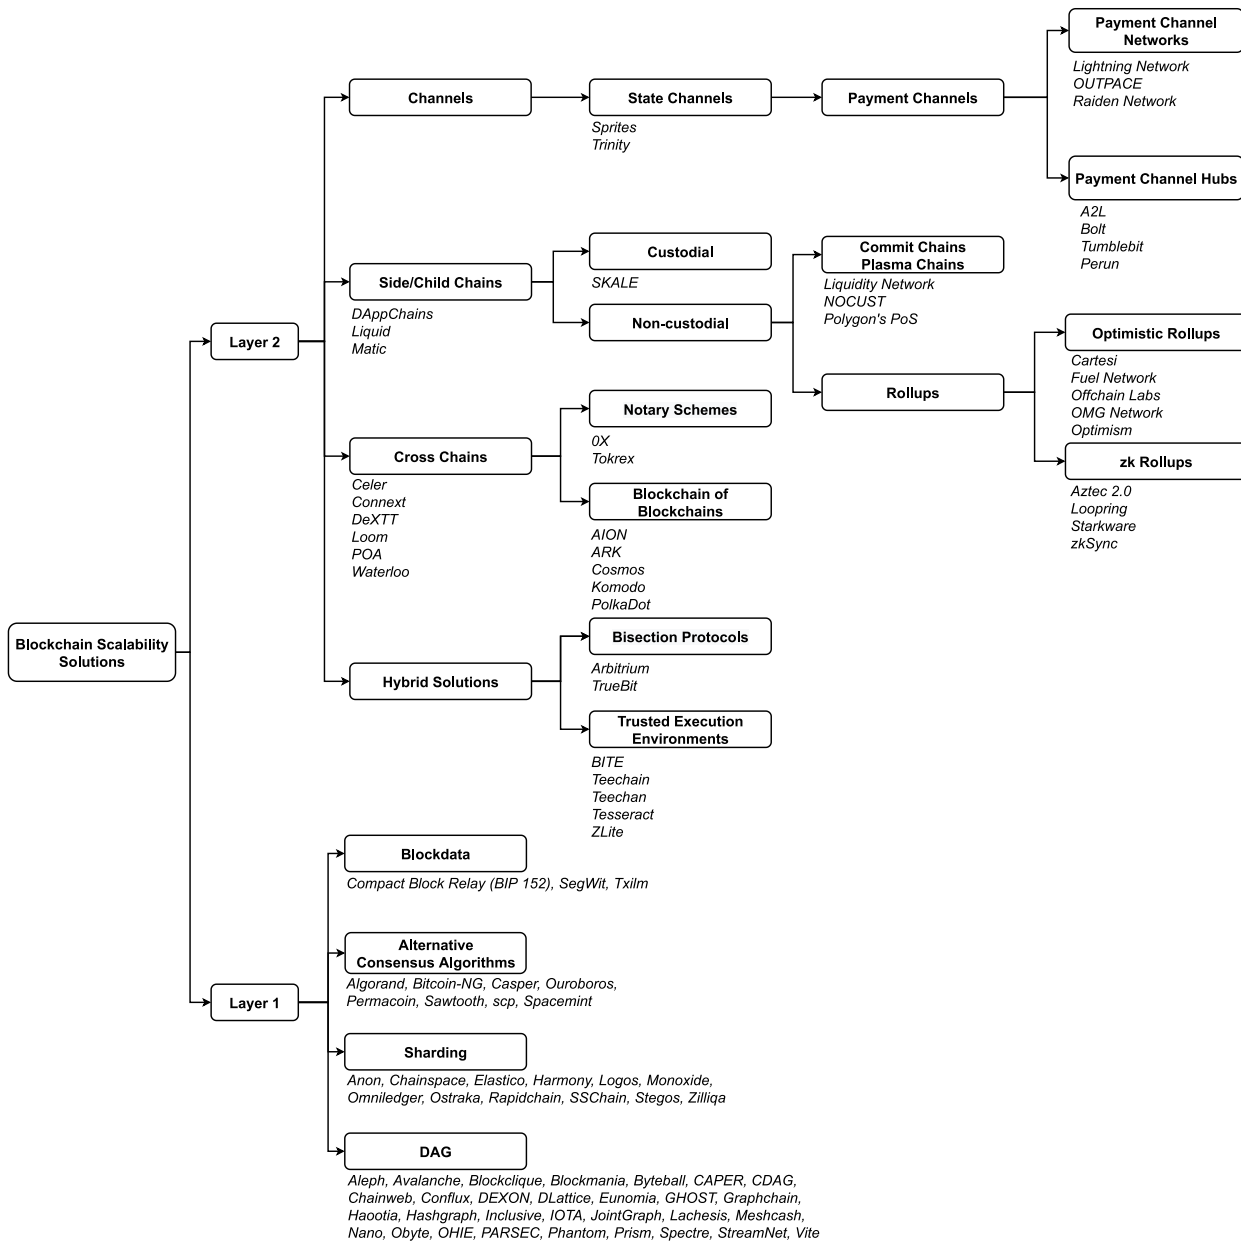 Payment Channel
Networks
Lightning Network
OUTPACE
Raiden Network
Channels
State Channels
Sprites
Trinity
Payment Channels
Payment Channel Hubs
A2L
Bolt
Tumblebit
Perun
Side/Child Chains
DAppChains
Liquid
Matic
Custodial
SKALE
Non-custodial
Commit Chains
Plasma Chains
Liquidity Network
NOCUST
Polygon's PoS
Rollups
Optimistic Rollups
Cartesi
Fuel Network
Offchain Labs
OMG Network
Optimism
zk Rollups
Aztec 2.0
Loopring
Starkware
zkSync
Layer 2
Cross Chains
Celer
Connext
DeXTT
Loom
POA
Waterloo
Notary Schemes
0X
Tokrex
Blockchain of
Blockchains
AION
ARK
Cosmos
Komodo
PolkaDot
Blockchain Scalability
Solutions
Hybrid Solutions
Bisection Protocols
Arbitrium
TrueBit
Trusted Execution
Environments
BITE
Teechain
Teechan
Tesseract
ZLite
Layer 1
Blockdata
Compact Block Relay (BIP 152), SegWit, Txilm
Alternative
Consensus Algorithms
Algorand, Bitcoin-NG, Casper, Ouroboros,
Permacoin, Sawtooth, scp, Spacemint
Sharding
Anon, Chainspace, Elastico, Harmony, Logos, Monoxide,
Omniledger, Ostraka, Rapidchain, SSChain, Stegos, Zilliqa
DAG
Aleph, Avalanche, Blockclique, Blockmania, Byteball, CAPER, CDAG,
Chainweb, Conflux, DEXON, DLattice, Eunomia, GHOST, Graphchain,
Haootia, Hashgraph, Inclusive, IOTA, JointGraph, Lachesis, Meshcash,
Nano, Obyte, OHIE, PARSEC, Phantom, Prism, Spectre, StreamNet, Vite